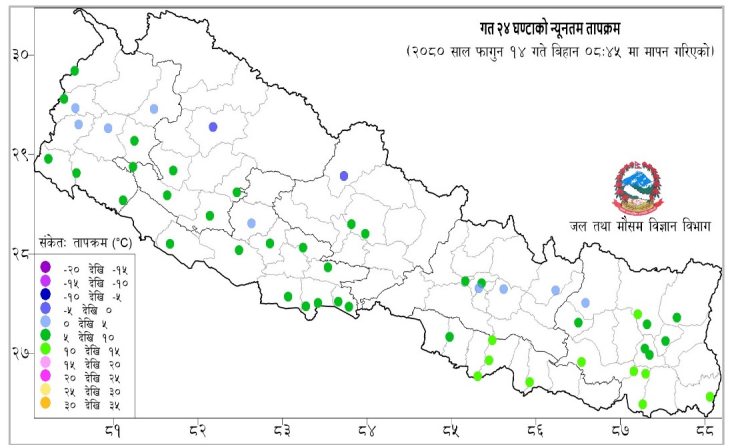 गत २४ घण्टाको न्यूनतम तापक्रम
(२०८० साल फागुन १४ गते बिहान ०८:४५ मा मापन गरिएको)
३०
२९
२८
२७
जल तथा मौसम विज्ञान विभाग
संकेतः तापक्रम (°C)
-२० देखि -१५
-१५ देखि -१०
-१० देखि -५
-५ देखि ०
० देखि ५
५ देखि १०
१० देखि १५
१५ देखि २०
२० देखि २५
२५ देखि ३०
३० देखि ३५
८१ ८२ ८३ ८४ ८५ ८६ ८७ ८८